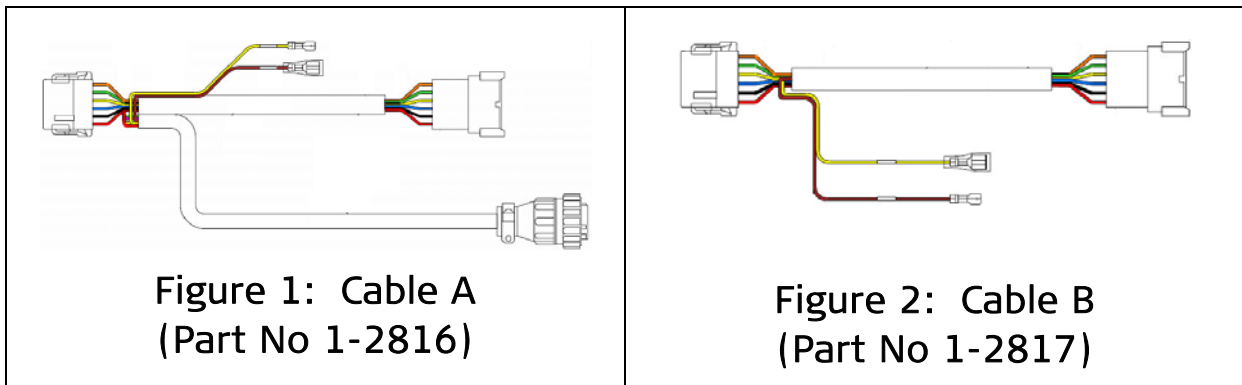 Figure 1: Cable A
(Part No 1-2816)
Figure 2: Cable B
(Part No 1-2817)